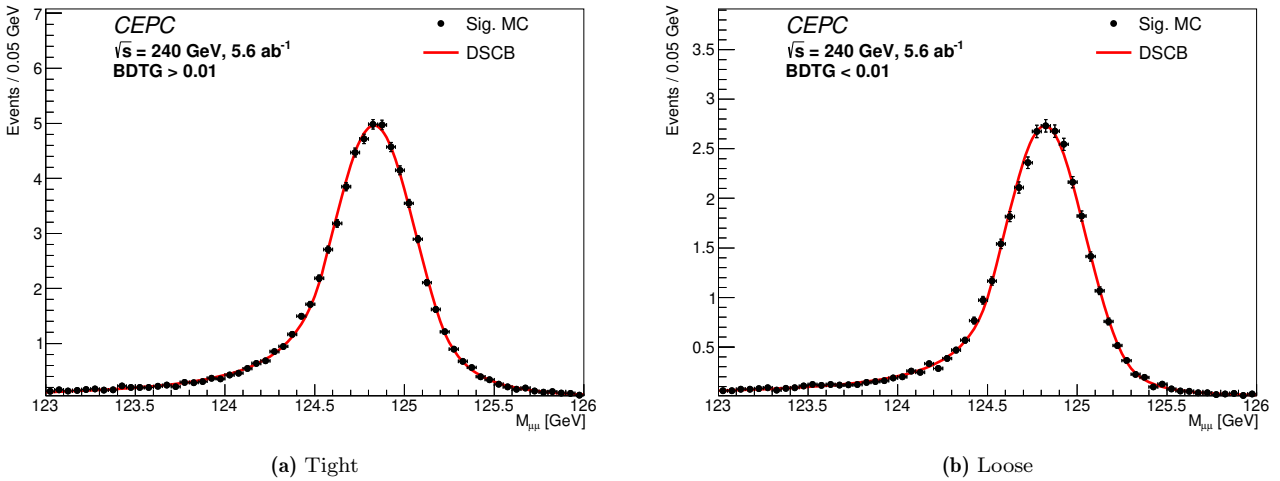 CEPC
√s = 240 GeV, 5.6 ab⁻¹
BDTG > 0.01
Sig. MC
DSCB
Events / 0.05 GeV
7
6
5
4
3
2
1
123 123.5 124 124.5 125 125.5 126
M_μμ [GeV]
(a) Tight
CEPC
√s = 240 GeV, 5.6 ab⁻¹
BDTG < 0.01
Sig. MC
DSCB
Events / 0.05 GeV
3.5
3
2.5
2
1.5
1
0.5
123 123.5 124 124.5 125 125.5 126
M_μμ [GeV]
(b) Loose